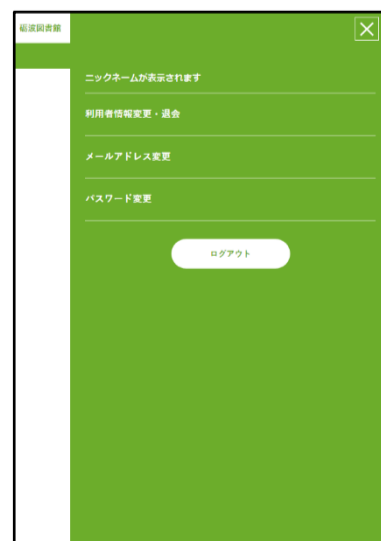 砺波図書館
ニックネームが表示されます
利用者情報変更・退会
メールアドレス変更
パスワード変更
ログアウト